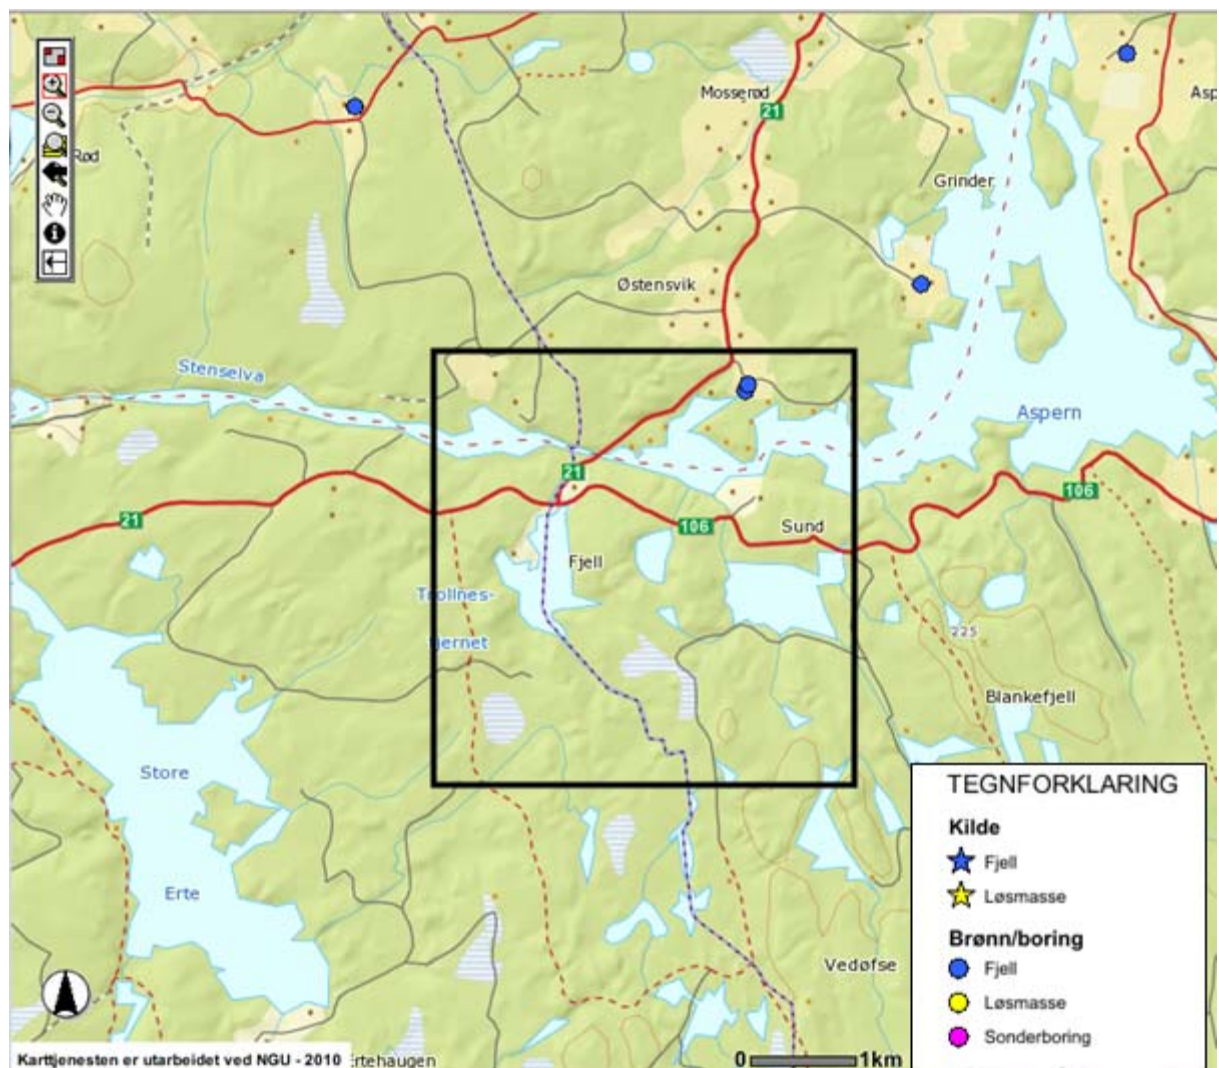 Mosserød
21
Asp
Rød
Grinder
Østensvik
Stenselva
Aspern
21
106
21
106
Sund
Fjell
Trollnes-
tjernet
225
Blankefjell
Store
Erte
Vedøfse
TEGNFORKLARING
Kilde
Fjell
Løsmasse
Brønn/boring
Fjell
Løsmasse
Sonderboring
Karttjenesten er utarbeidet ved NGU - 2010
rtehaugen
0 1km